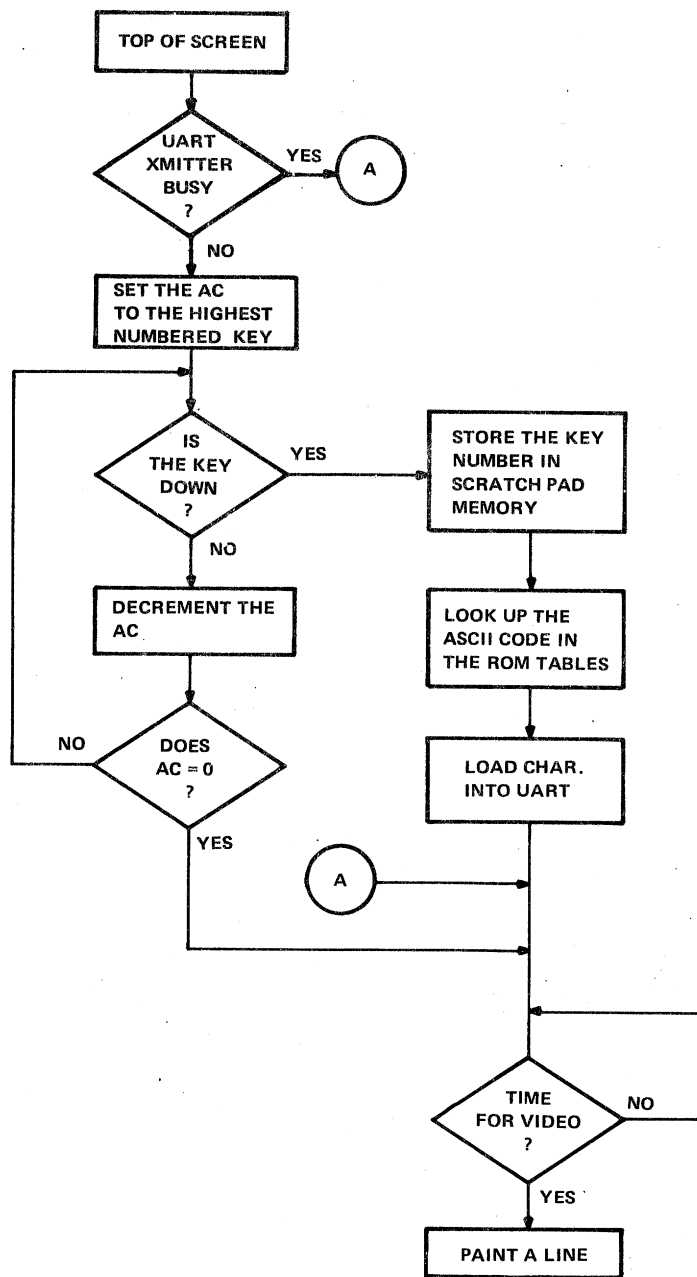 TOP OF SCREEN
UART
XMITTER
BUSY
?
YES
A
NO
SET THE AC
TO THE HIGHEST
NUMBERED KEY
IS
THE KEY
DOWN
?
YES
NO
STORE THE KEY
NUMBER IN
SCRATCH PAD
MEMORY
DECREMENT THE
AC
LOOK UP THE
ASCII CODE IN
THE ROM TABLES
DOES
AC = 0
?
NO
YES
LOAD CHAR.
INTO UART
A
TIME
FOR VIDEO
?
NO
YES
PAINT A LINE